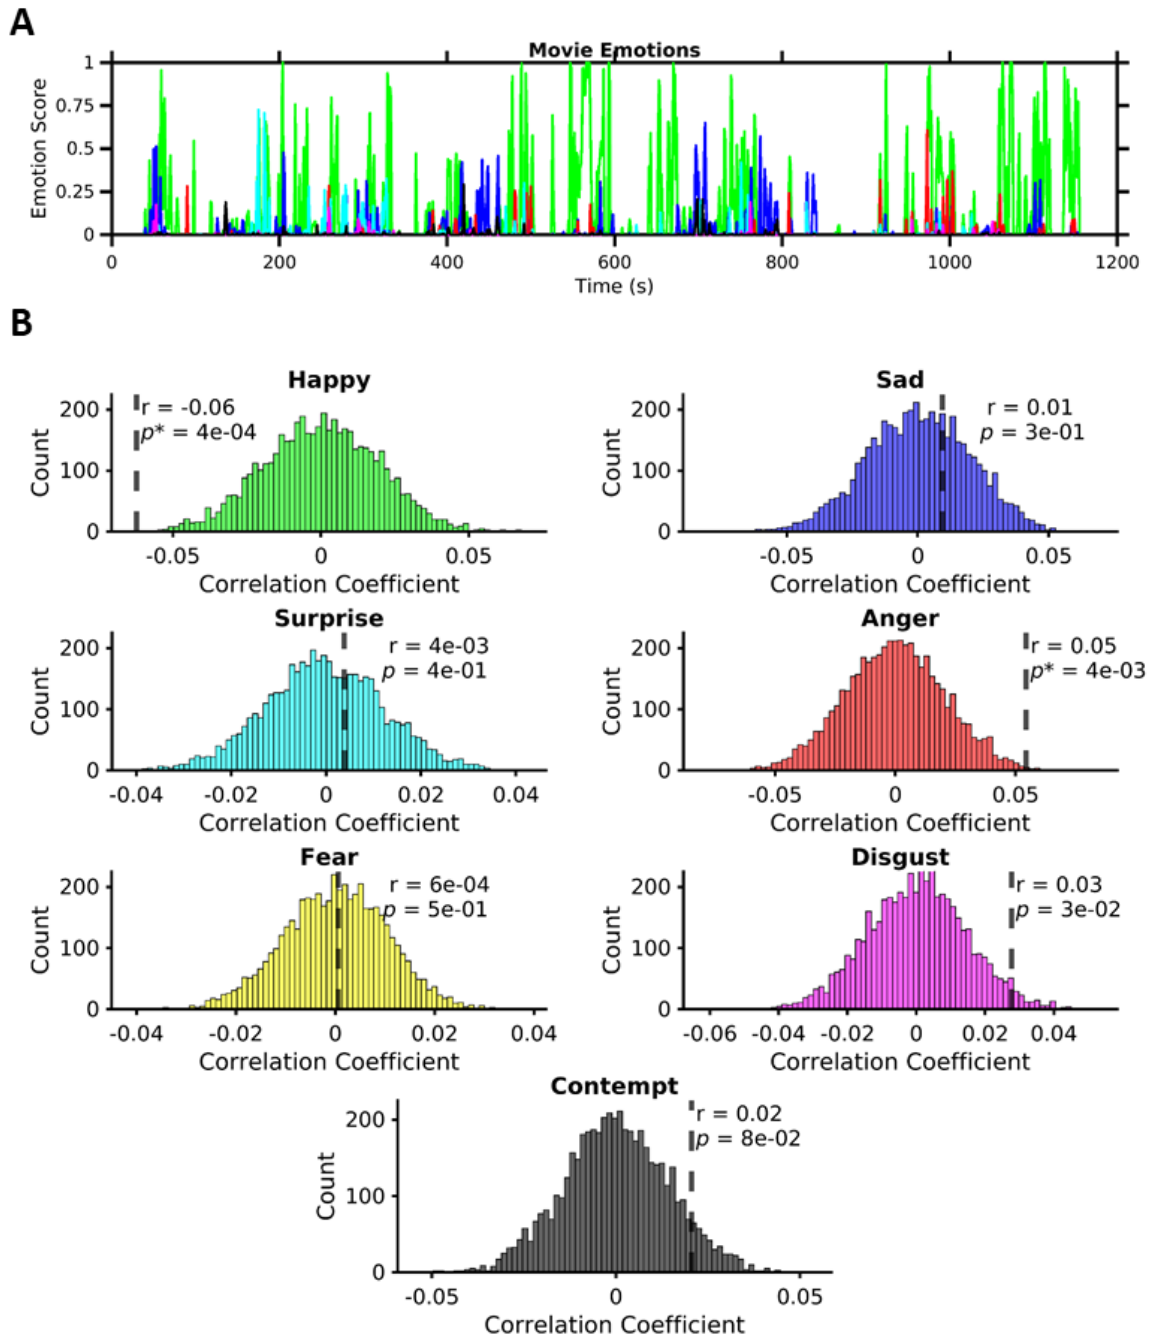 A
Movie Emotions
Emotion Score
1
0.75
0.5
0.25
0
0 200 400 600 800 1000 1200
Time (s)
B
Happy
r = -0.06
p* = 4e-04
Count
200
100
0
-0.05 0 0.05
Correlation Coefficient
Sad
r = 0.01
p = 3e-01
Count
200
100
0
-0.05 0 0.05
Correlation Coefficient
Surprise
r = 4e-03
p = 4e-01
Count
200
100
0
-0.04 -0.02 0 0.02 0.04
Correlation Coefficient
Anger
r = 0.05
p* = 4e-03
Count
200
100
0
-0.05 0 0.05
Correlation Coefficient
Fear
r = 6e-04
p = 5e-01
Count
200
100
0
-0.04 -0.02 0 0.02 0.04
Correlation Coefficient
Disgust
r = 0.03
p = 3e-02
Count
200
100
0
-0.06 -0.04 -0.02 0 0.02 0.04
Correlation Coefficient
Contempt
r = 0.02
p = 8e-02
Count
200
100
0
-0.05 0 0.05
Correlation Coefficient